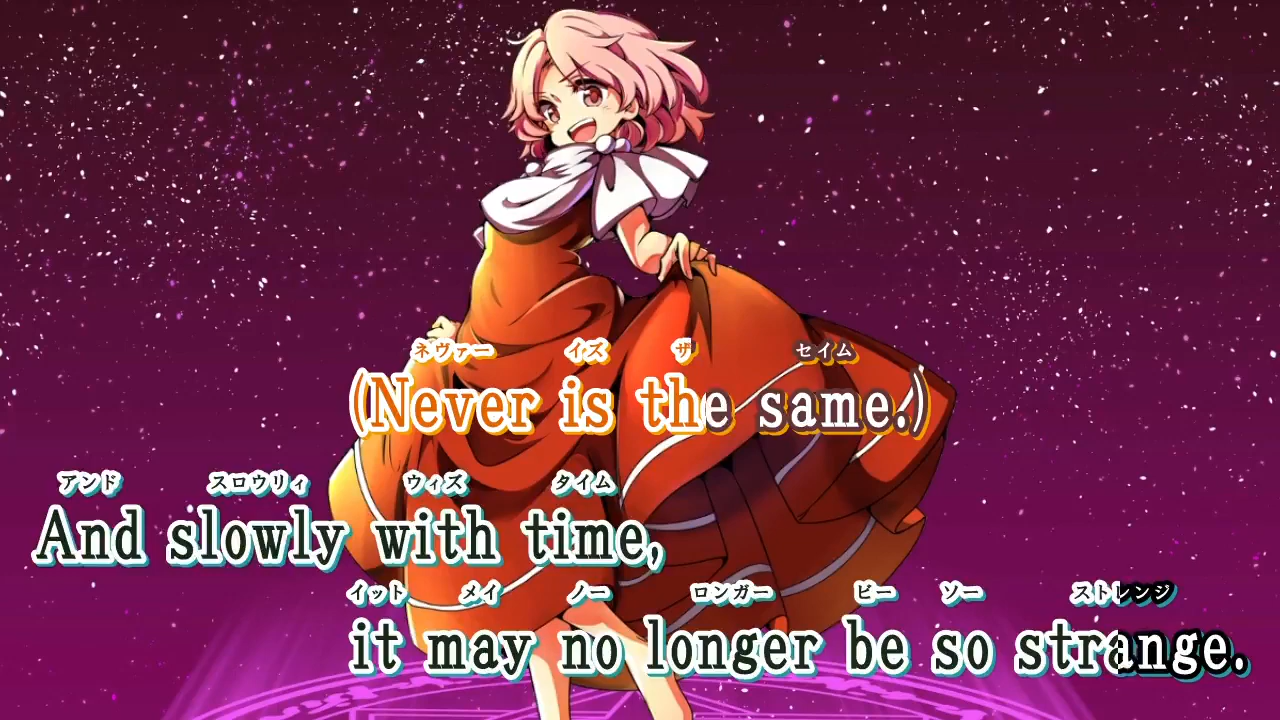 ネヴァー イズ ザ セイム
(Never is the same.)
アンド スロウリィ ウィズ タイム
And slowly with time,
イット メイ ノー ロンガー ビー ソー ストレンジ
it may no longer be so strange.